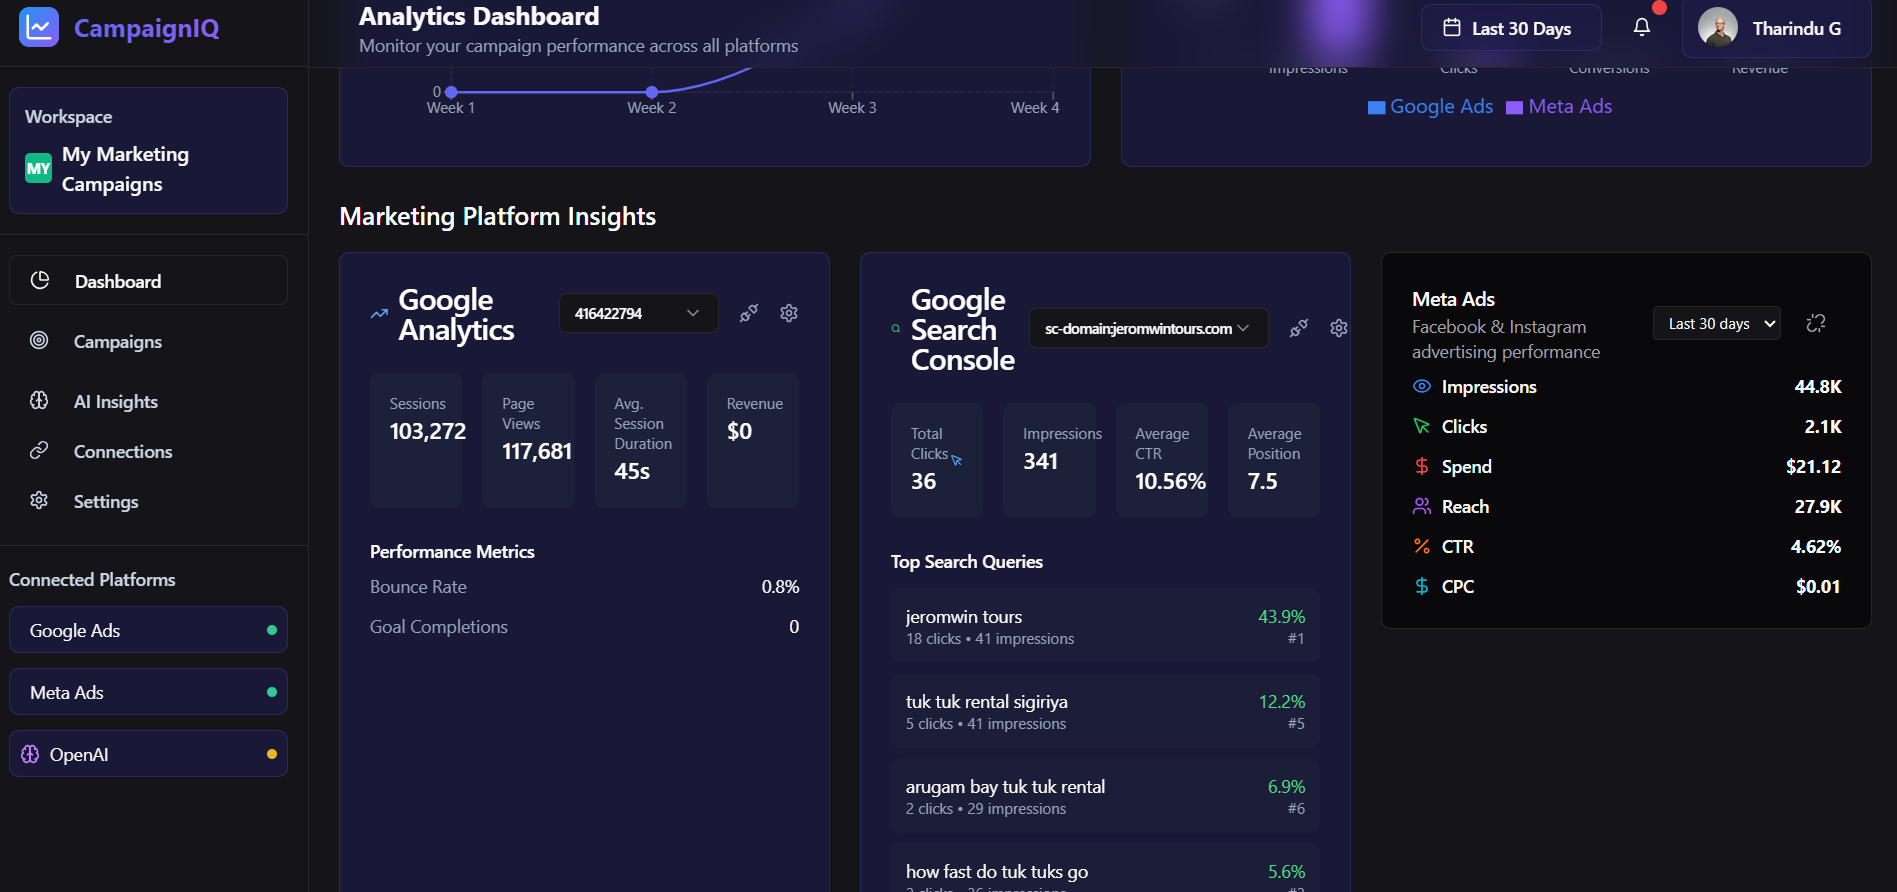 CampaignIQ
Analytics Dashboard
Monitor your campaign performance across all platforms
Last 30 Days
Tharindu G
Workspace
MY
My Marketing
Campaigns
Dashboard
Campaigns
AI Insights
Connections
Settings
Connected Platforms
Google Ads
Meta Ads
OpenAI
0
Week 1
Week 2
Week 3
Week 4
Impressions
Clicks
Conversions
Revenue
Google Ads
Meta Ads
Marketing Platform Insights
Google
Analytics
416422794
Sessions
103,272
Page
Views
117,681
Avg.
Session
Duration
45s
Revenue
$0
Performance Metrics
Bounce Rate 0.8%
Goal Completions 0
Google
Search
Console
sc-domain:jeromwintours.com
Total
Clicks
36
Impressions
341
Average
CTR
10.56%
Average
Position
7.5
Top Search Queries
jeromwin tours 43.9%
18 clicks • 41 impressions #1
tuk tuk rental sigiriya 12.2%
5 clicks • 41 impressions #5
arugam bay tuk tuk rental 6.9%
2 clicks • 29 impressions #6
how fast do tuk tuks go 5.6%
2 clicks • 36 impressions #2
Meta Ads
Facebook & Instagram
advertising performance
Last 30 days
Impressions 44.8K
Clicks 2.1K
Spend $21.12
Reach 27.9K
CTR 4.62%
CPC $0.01